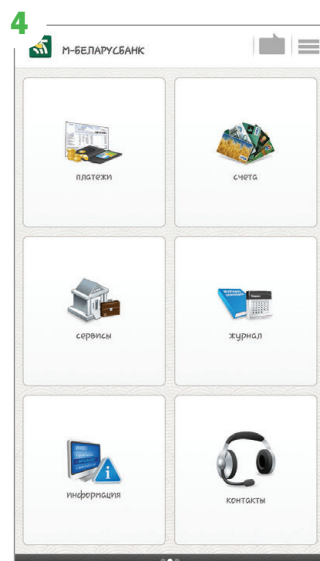 4
М-БЕЛАРУСБАНК
платежи
счета
сервисы
журнал
информация
контакты